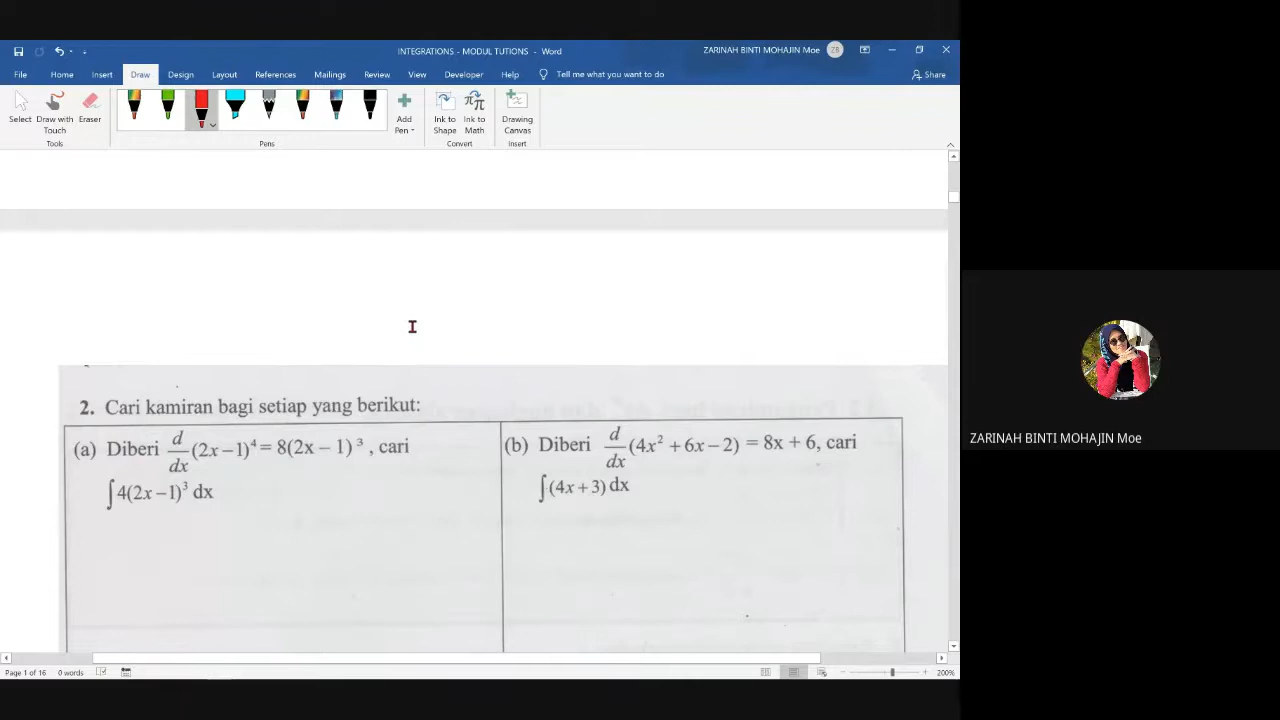 INTEGRATIONS - MODUL TUTIONS - Word
ZARINAH BINTI MOHAJIN Moe ZB
File Home Insert Draw Design Layout References Mailings Review View Developer Help Tell me what you want to do Share
Select Draw with Touch Eraser Add Pen Ink to Shape Ink to Math Drawing Canvas
Tools Pens Convert Insert
ZARINAH BINTI MOHAJIN Moe
2. Cari kamiran bagi setiap yang berikut:
(a) Diberi d/dx (2x – 1)⁴ = 8(2x – 1)³ , cari
∫ 4(2x – 1)³ dx
(b) Diberi d/dx (4x² + 6x – 2) = 8x + 6, cari
∫ (4x + 3) dx
Page 1 of 16 0 words 200%